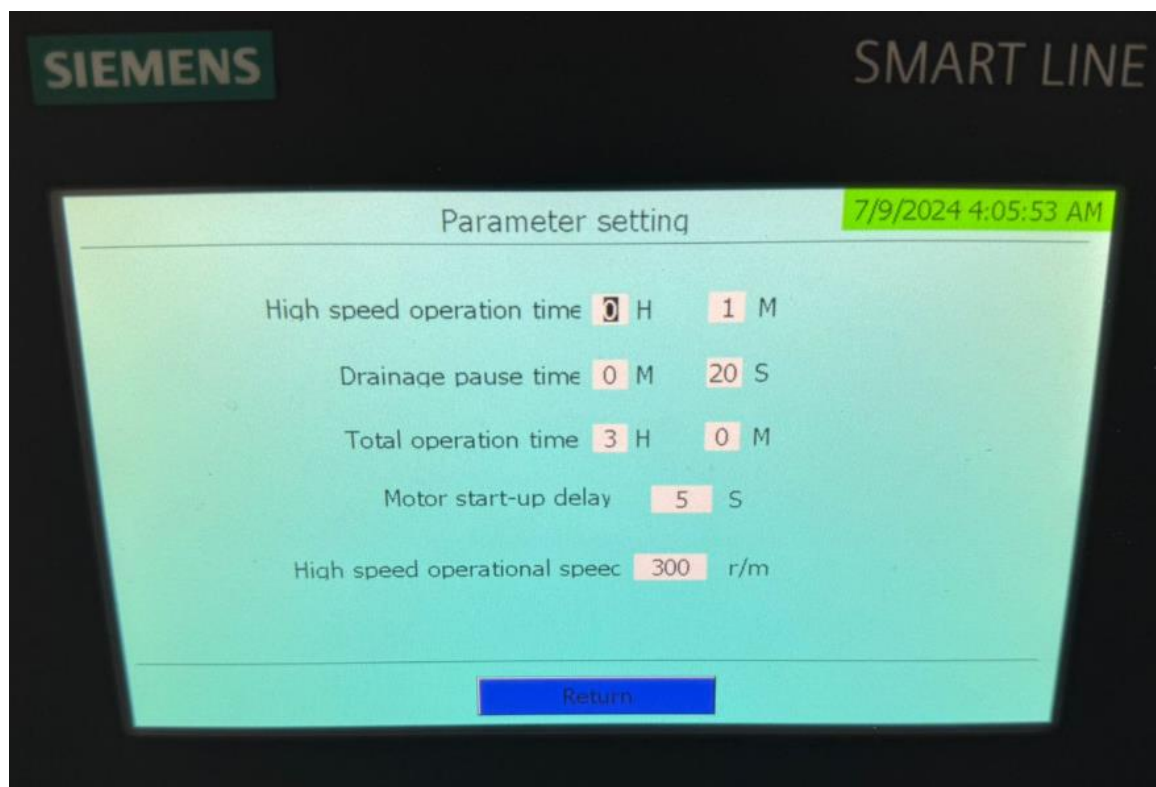 SIEMENS
SMART LINE
Parameter setting
7/9/2024 4:05:53 AM
High speed operation time 0 H 1 M
Drainage pause time 0 M 20 S
Total operation time 3 H 0 M
Motor start-up delay 5 S
High speed operational speec 300 r/m
Return